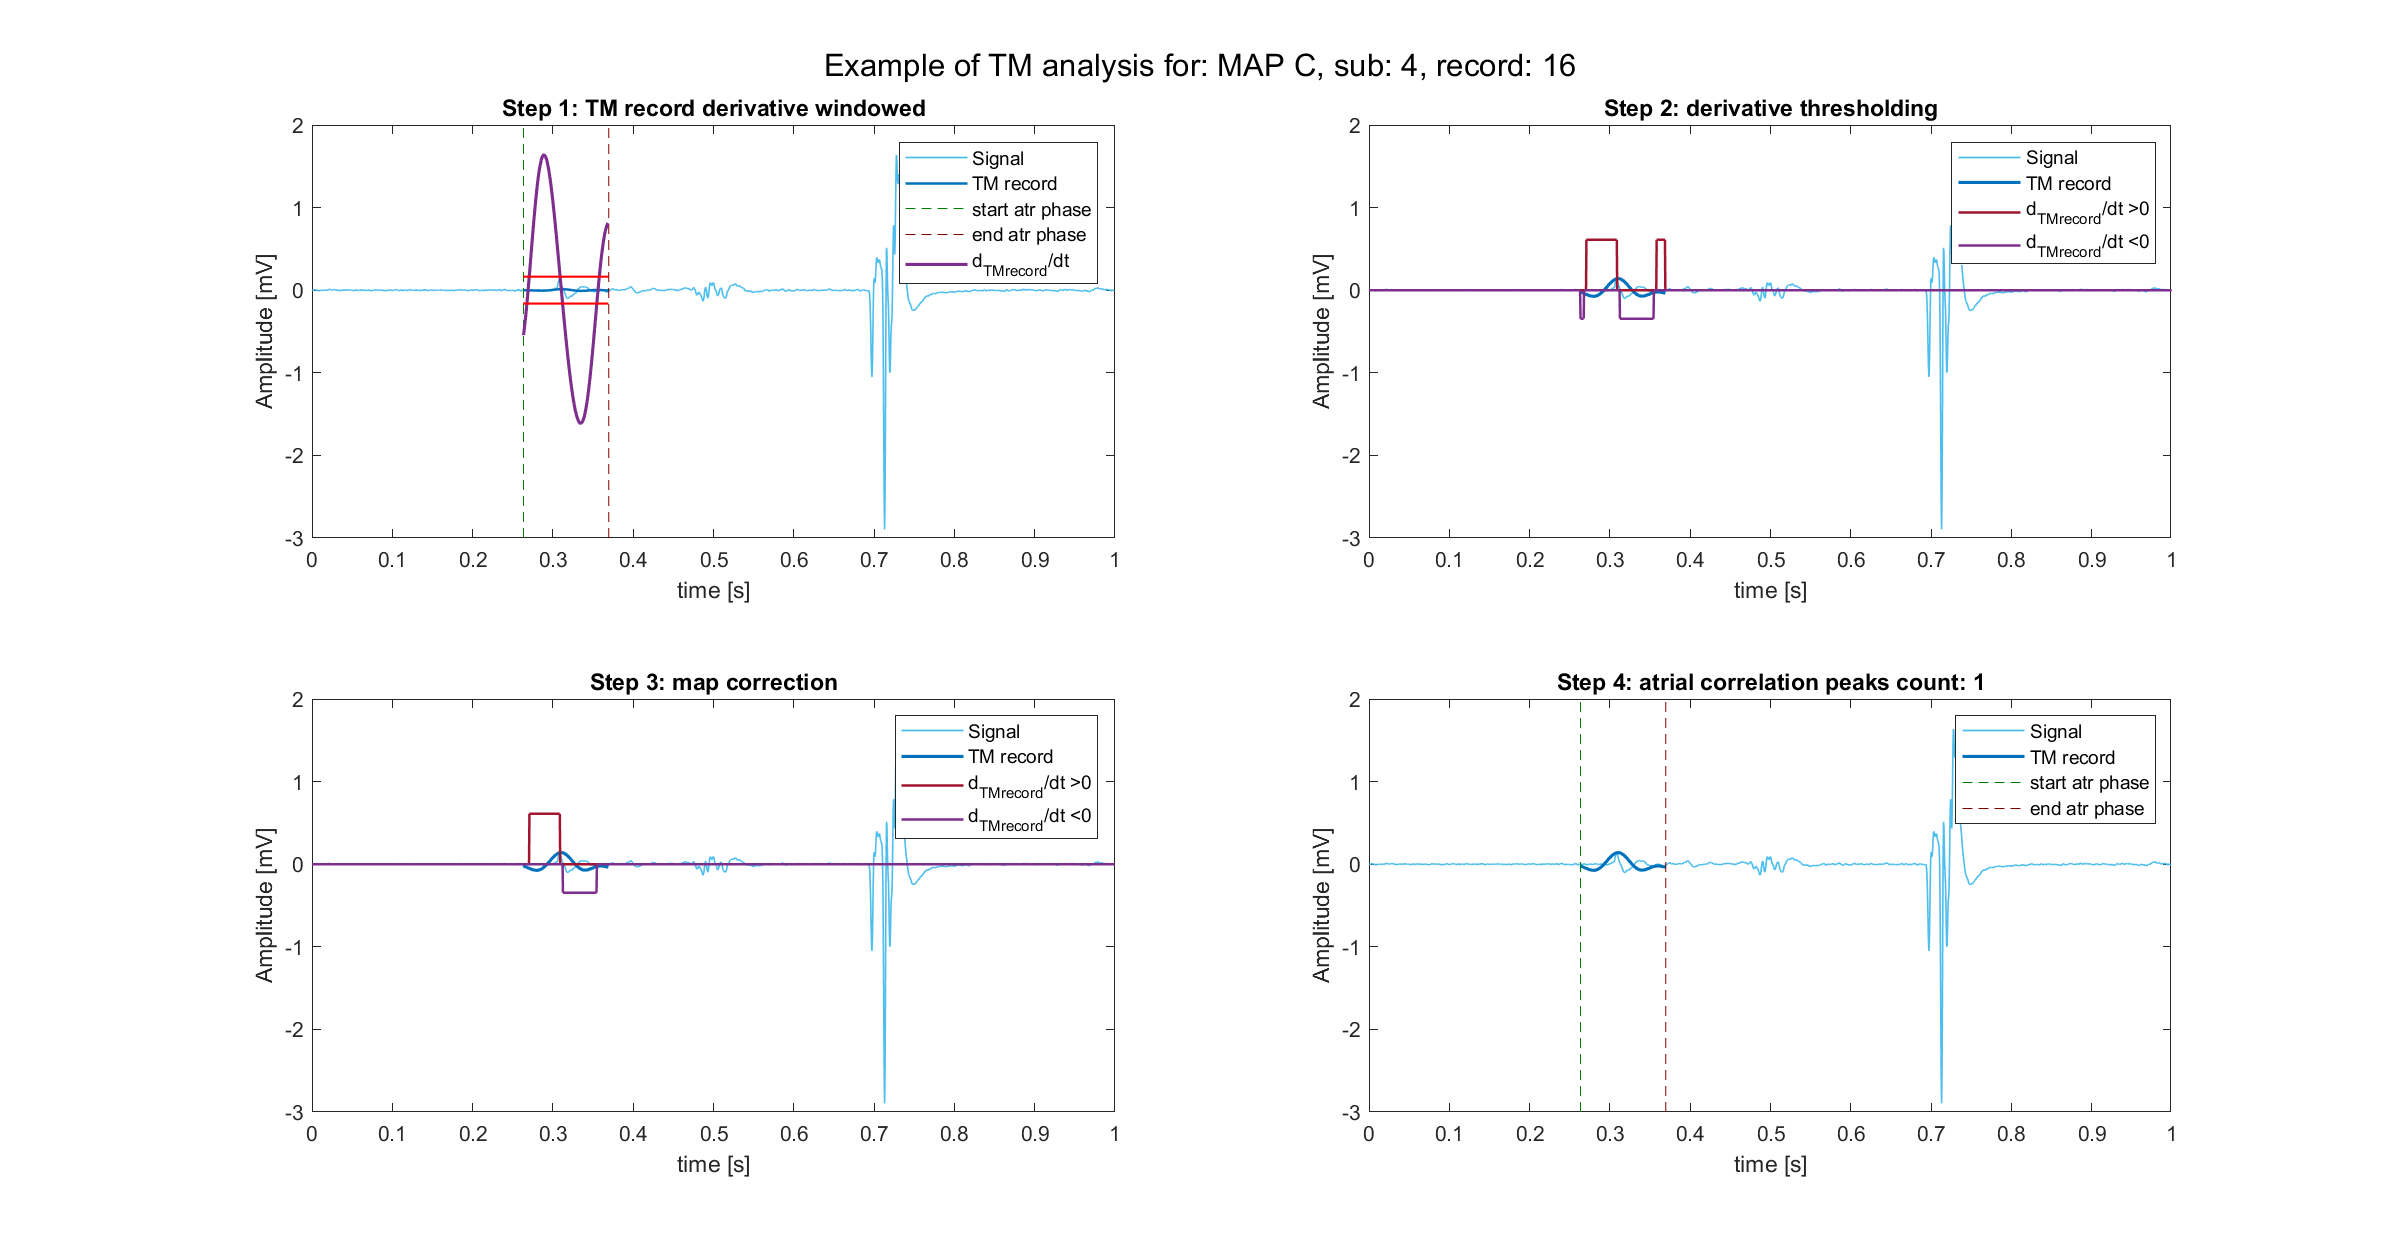 Example of TM analysis for: MAP C, sub: 4, record: 16
Step 1: TM record derivative windowed
2
1
0
-1
-2
-3
Amplitude [mV]
0 0.1 0.2 0.3 0.4 0.5 0.6 0.7 0.8 0.9 1
time [s]
Signal
TM record
start atr phase
end atr phase
dTMrecord/dt
Step 2: derivative thresholding
2
1
0
-1
-2
-3
Amplitude [mV]
0 0.1 0.2 0.3 0.4 0.5 0.6 0.7 0.8 0.9 1
time [s]
Signal
TM record
dTMrecord/dt >0
dTMrecord/dt <0
Step 3: map correction
2
1
0
-1
-2
-3
Amplitude [mV]
0 0.1 0.2 0.3 0.4 0.5 0.6 0.7 0.8 0.9 1
time [s]
Signal
TM record
dTMrecord/dt >0
dTMrecord/dt <0
Step 4: atrial correlation peaks count: 1
2
1
0
-1
-2
-3
Amplitude [mV]
0 0.1 0.2 0.3 0.4 0.5 0.6 0.7 0.8 0.9 1
time [s]
Signal
TM record
start atr phase
end atr phase